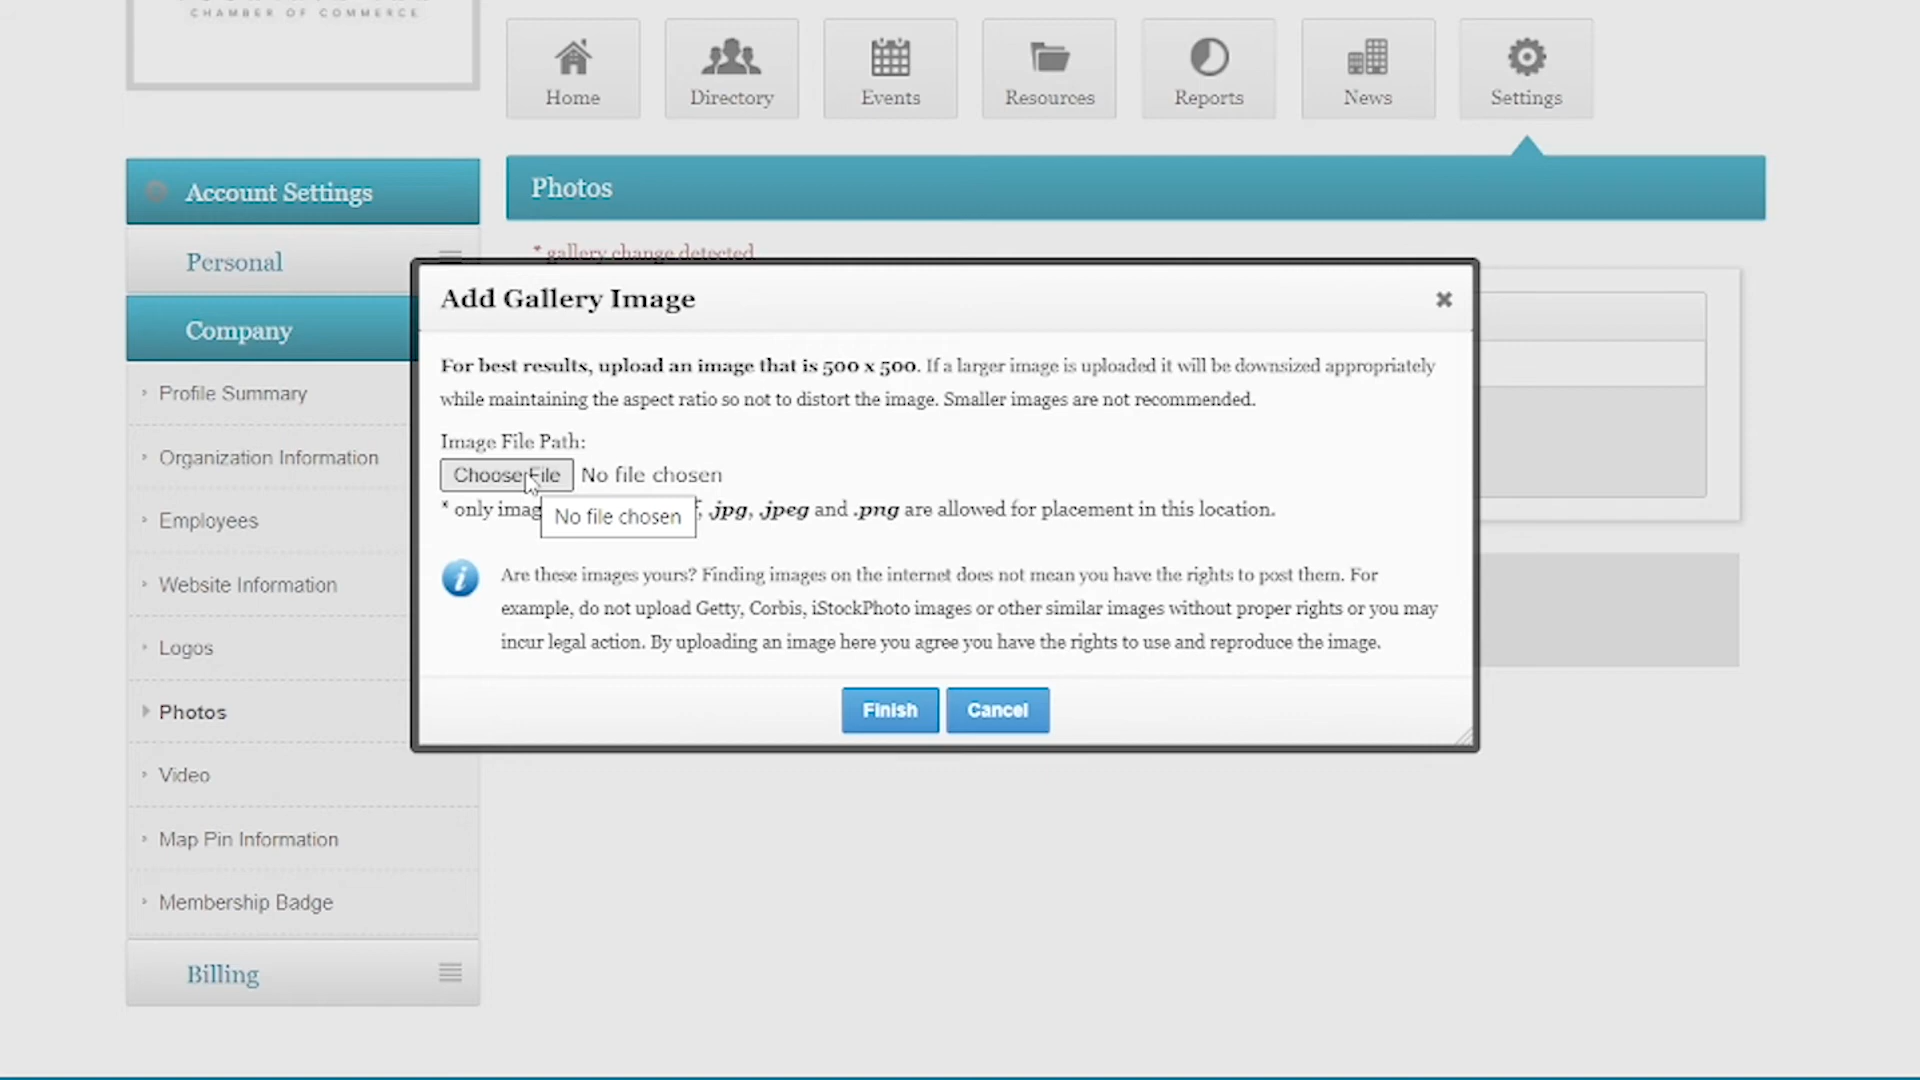 CHAMBER OF COMMERCE
Home
Directory
Events
Resources
Reports
News
Settings
Account Settings
Personal
Company
Profile Summary
Organization Information
Employees
Website Information
Logos
Photos
Video
Map Pin Information
Membership Badge
Billing
Photos
* gallery change detected
Add Gallery Image
For best results, upload an image that is 500 x 500. If a larger image is uploaded it will be downsized appropriately
while maintaining the aspect ratio so not to distort the image. Smaller images are not recommended.
Image File Path:
Choose File No file chosen
* only imag , .jpg, .jpeg and .png are allowed for placement in this location.
No file chosen
Are these images yours? Finding images on the internet does not mean you have the rights to post them. For
example, do not upload Getty, Corbis, iStockPhoto images or other similar images without proper rights or you may
incur legal action. By uploading an image here you agree you have the rights to use and reproduce the image.
Finish
Cancel